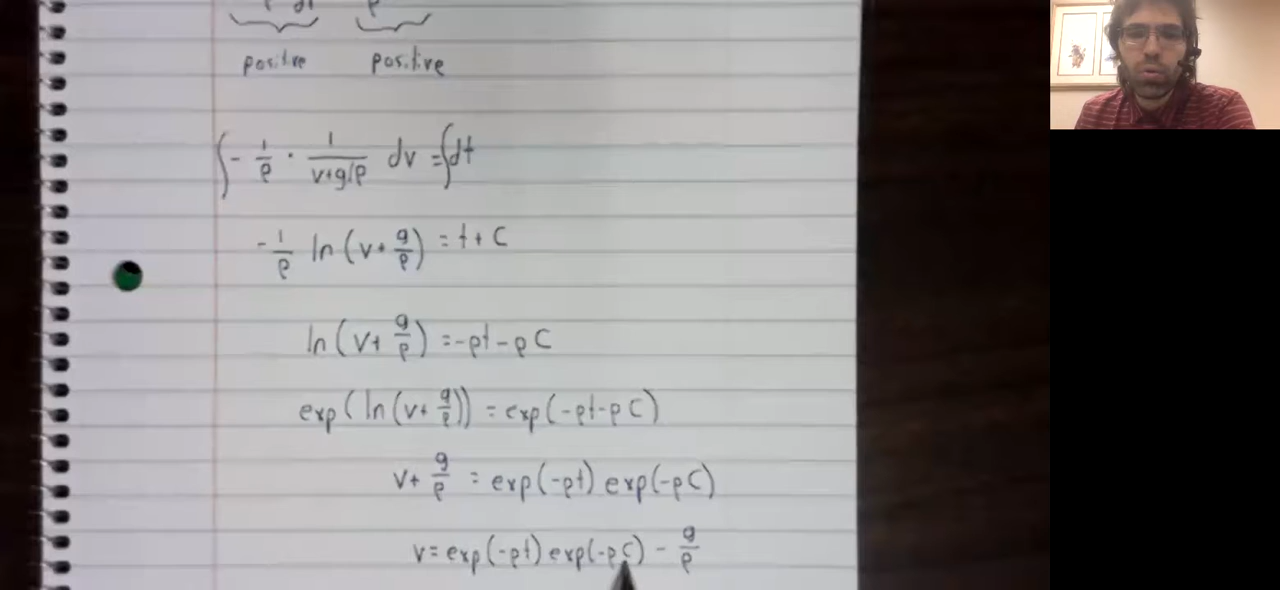 positive positive
∫ - 1/ρ · 1/(v+g/ρ) dv = ∫dt
- 1/ρ ln(v+ g/ρ) = t + C
ln(v+ g/ρ) = -ρt - ρC
exp(ln(v+ g/ρ)) = exp(-ρt-ρC)
v+ g/ρ = exp(-ρt) exp(-ρC)
v= exp(-ρt) exp(-ρC) - g/ρ